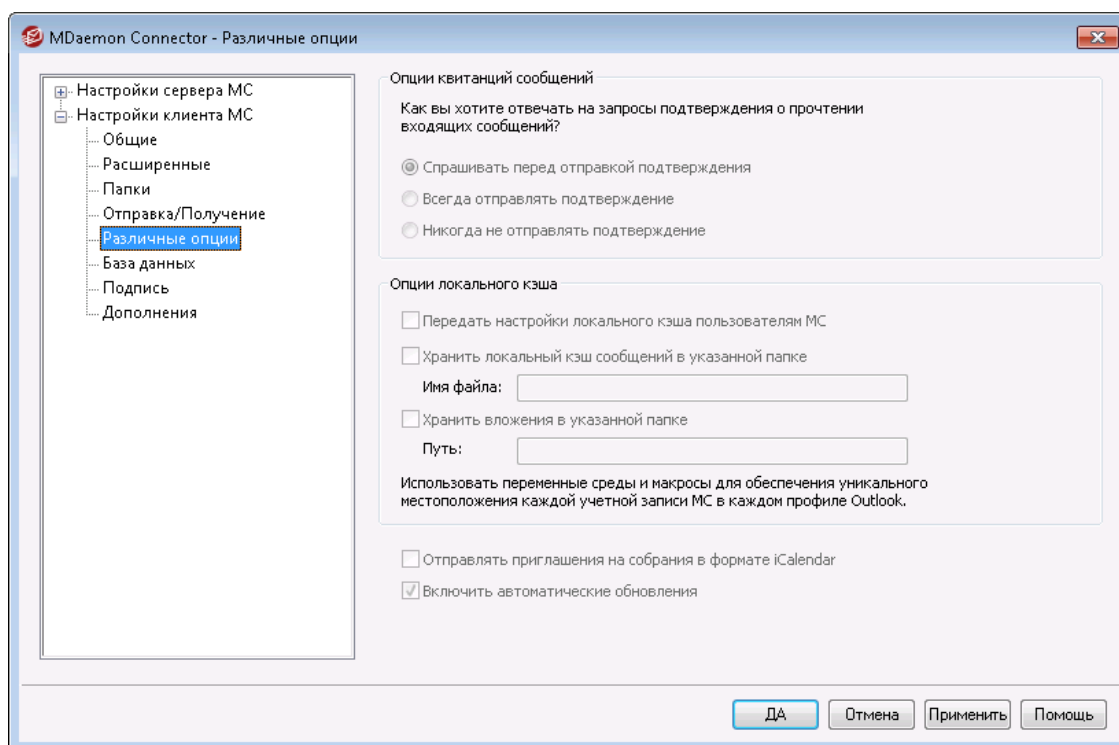 MDaemon Connector - Различные опции
Настройки сервера MC
Настройки клиента MC
Общие
Расширенные
Папки
Отправка/Получение
Различные опции
База данных
Подпись
Дополнения
Опции квитанций сообщений
Как вы хотите отвечать на запросы подтверждения о прочтении
входящих сообщений?
Спрашивать перед отправкой подтверждения
Всегда отправлять подтверждение
Никогда не отправлять подтверждение
Опции локального кэша
Передать настройки локального кэша пользователям MC
Хранить локальный кэш сообщений в указанной папке
Имя файла:
Хранить вложения в указанной папке
Путь:
Использовать переменные среды и макросы для обеспечения уникального
местоположения каждой учетной записи MC в каждом профиле Outlook.
Отправлять приглашения на собрания в формате iCalendar
Включить автоматические обновления
ДА
Отмена
Применить
Помощь